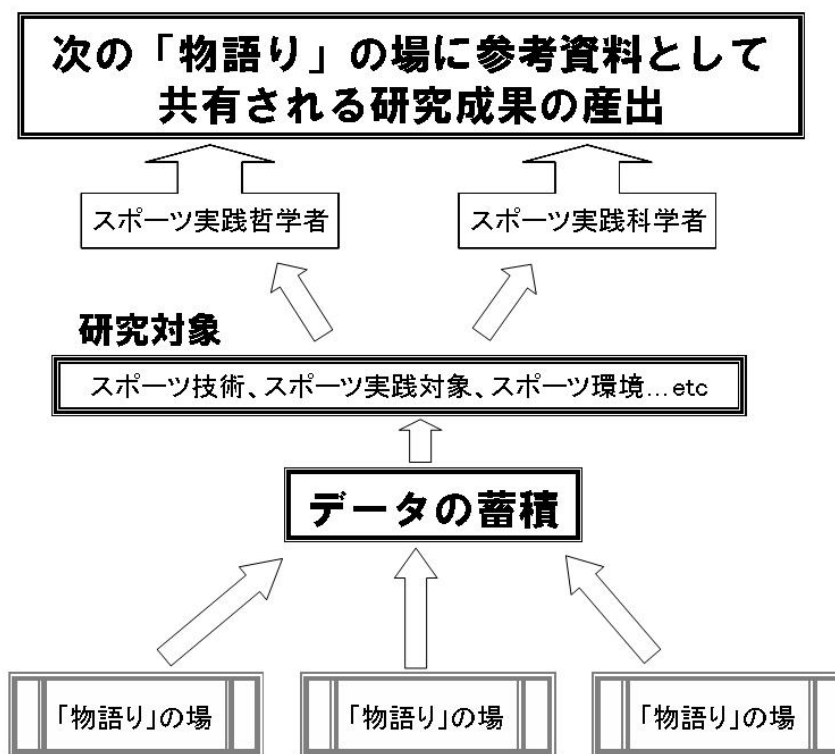 次の「物語り」の場に参考資料として
共有される研究成果の産出
スポーツ実践哲学者
スポーツ実践科学者
研究対象
スポーツ技術、スポーツ実践対象、スポーツ環境…etc
データの蓄積
「物語り」の場
「物語り」の場
「物語り」の場